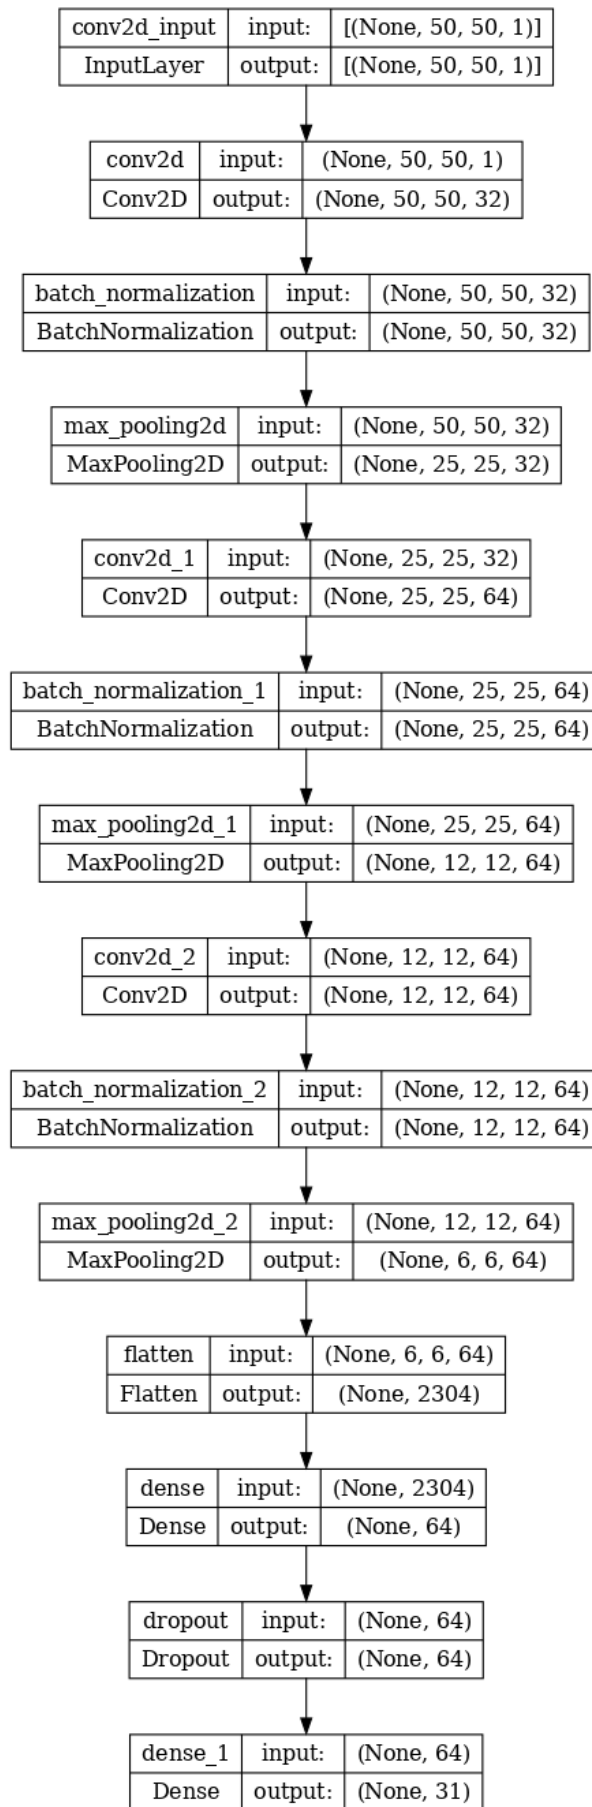 conv2d_input input: [(None, 50, 50, 1)]
InputLayer output: [(None, 50, 50, 1)]
conv2d input: (None, 50, 50, 1)
Conv2D output: (None, 50, 50, 32)
batch_normalization input: (None, 50, 50, 32)
BatchNormalization output: (None, 50, 50, 32)
max_pooling2d input: (None, 50, 50, 32)
MaxPooling2D output: (None, 25, 25, 32)
conv2d_1 input: (None, 25, 25, 32)
Conv2D output: (None, 25, 25, 64)
batch_normalization_1 input: (None, 25, 25, 64)
BatchNormalization output: (None, 25, 25, 64)
max_pooling2d_1 input: (None, 25, 25, 64)
MaxPooling2D output: (None, 12, 12, 64)
conv2d_2 input: (None, 12, 12, 64)
Conv2D output: (None, 12, 12, 64)
batch_normalization_2 input: (None, 12, 12, 64)
BatchNormalization output: (None, 12, 12, 64)
max_pooling2d_2 input: (None, 12, 12, 64)
MaxPooling2D output: (None, 6, 6, 64)
flatten input: (None, 6, 6, 64)
Flatten output: (None, 2304)
dense input: (None, 2304)
Dense output: (None, 64)
dropout input: (None, 64)
Dropout output: (None, 64)
dense_1 input: (None, 64)
Dense output: (None, 31)